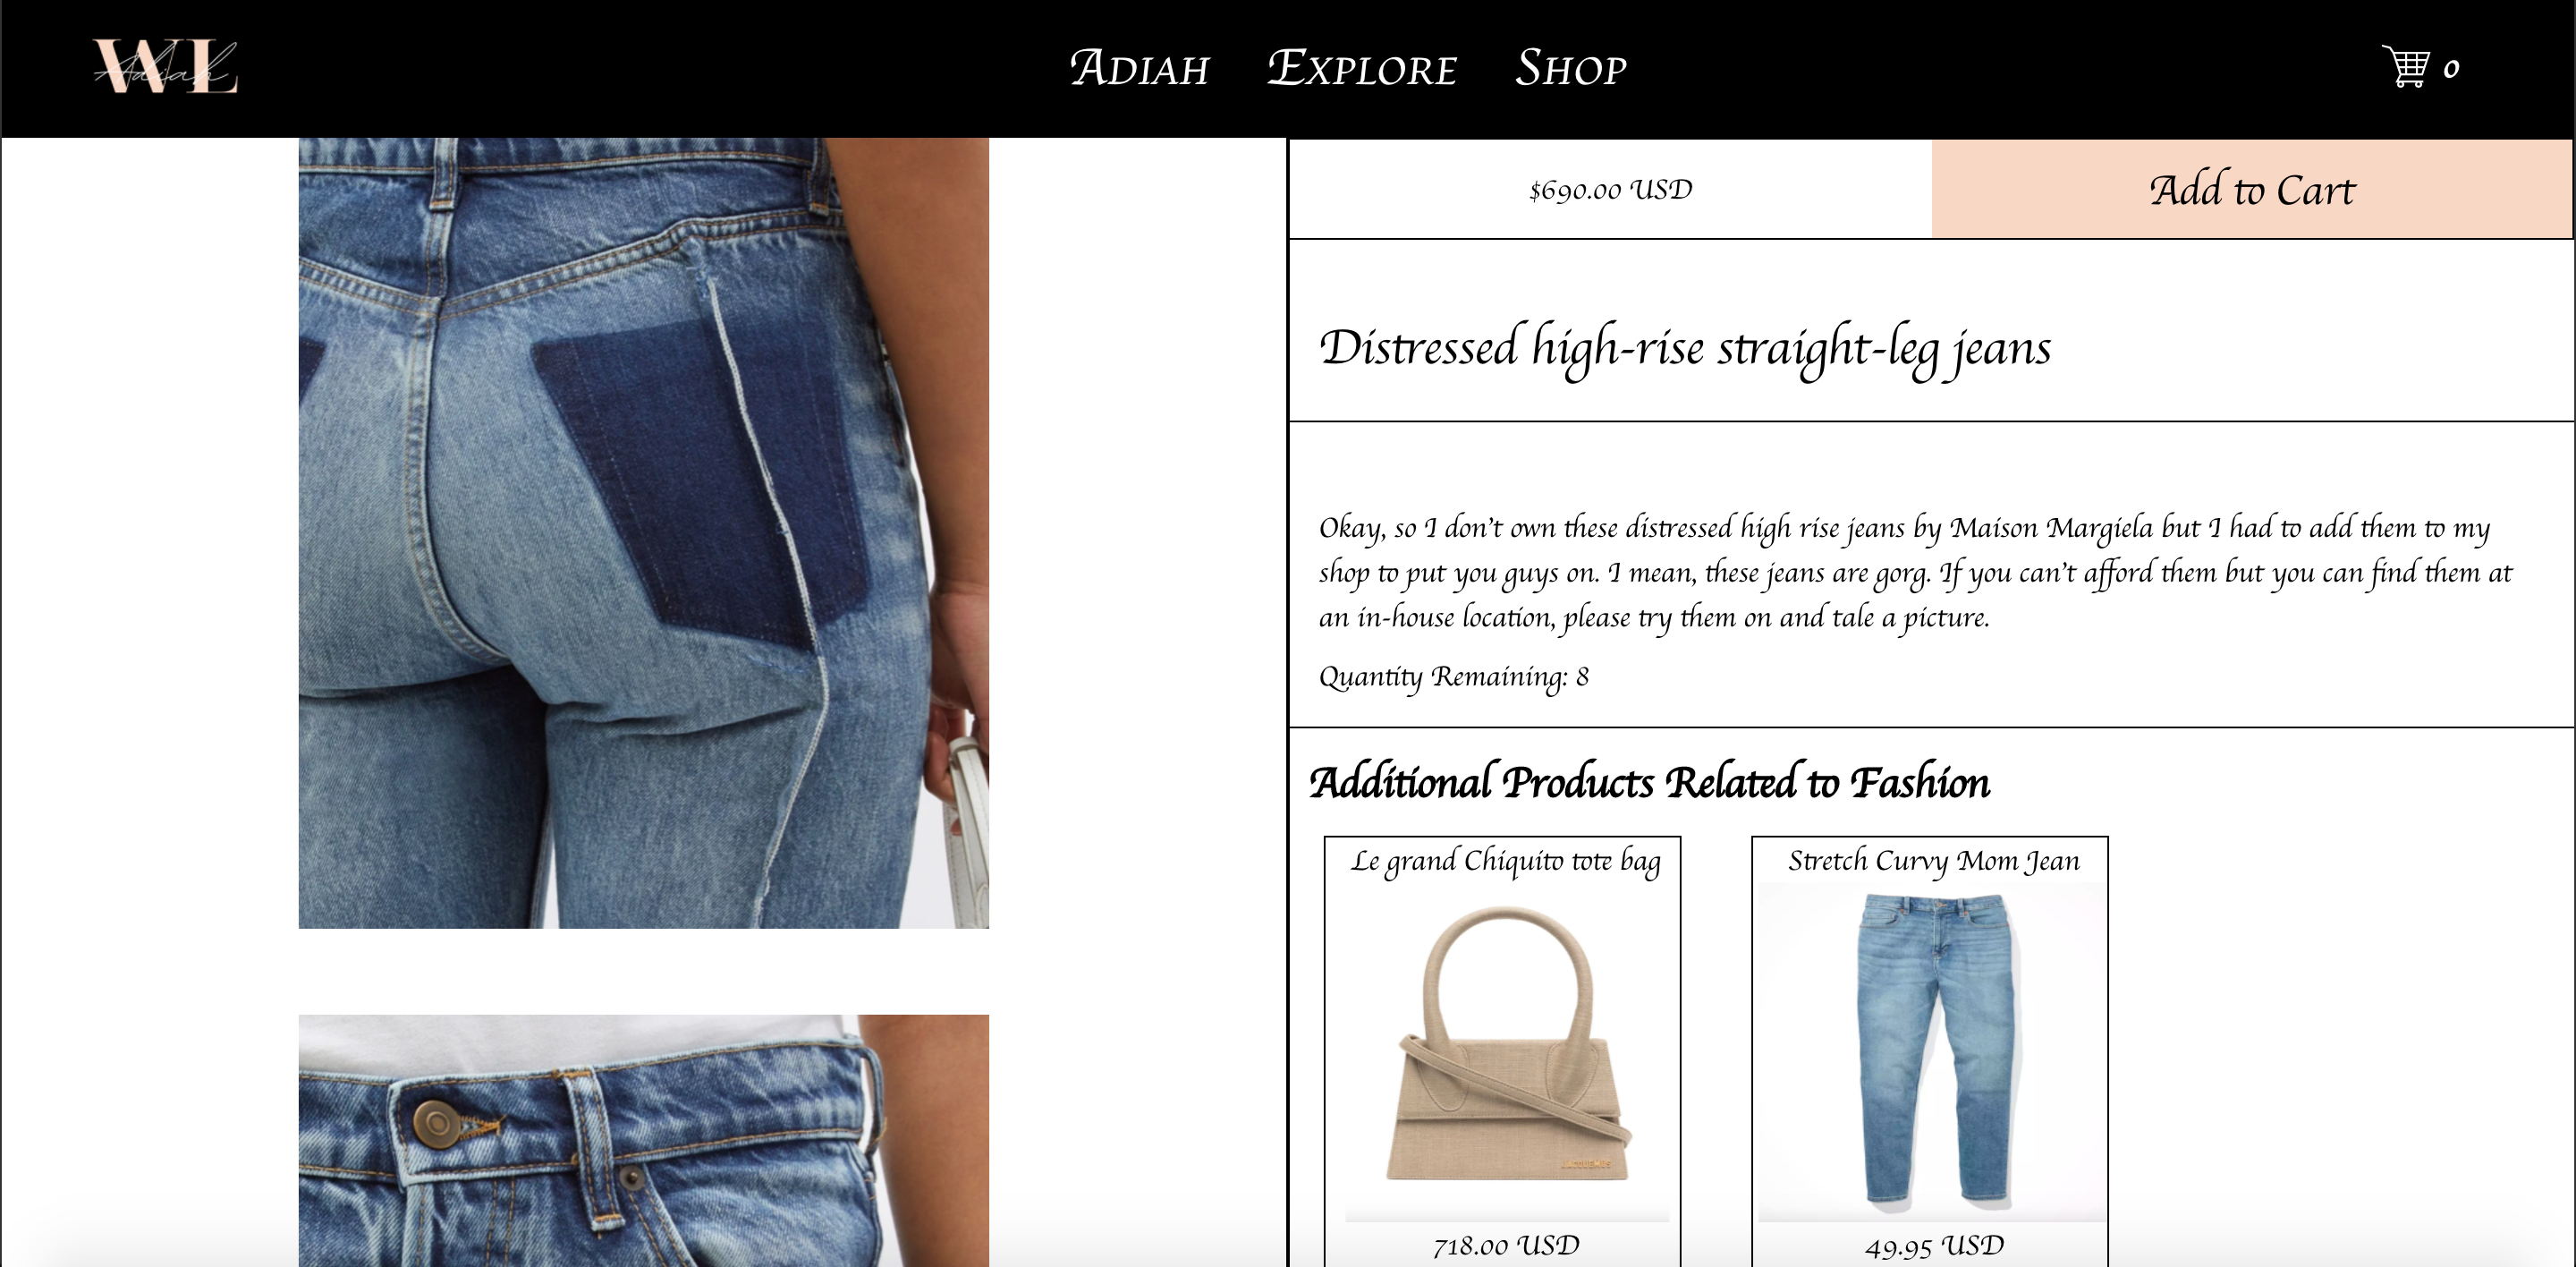 WL
Adiah
ADIAH EXPLORE SHOP
0
$690.00 USD
Add to Cart
Distressed high-rise straight-leg jeans
Okay, so I don't own these distressed high rise jeans by Maison Margiela but I had to add them to my
shop to put you guys on. I mean, these jeans are gorg. If you can't afford them but you can find them at
an in-house location, please try them on and tale a picture.
Quantity Remaining: 8
Additional Products Related to Fashion
Le grand Chiquito tote bag
718.00 USD
Stretch Curvy Mom Jean
49.95 USD